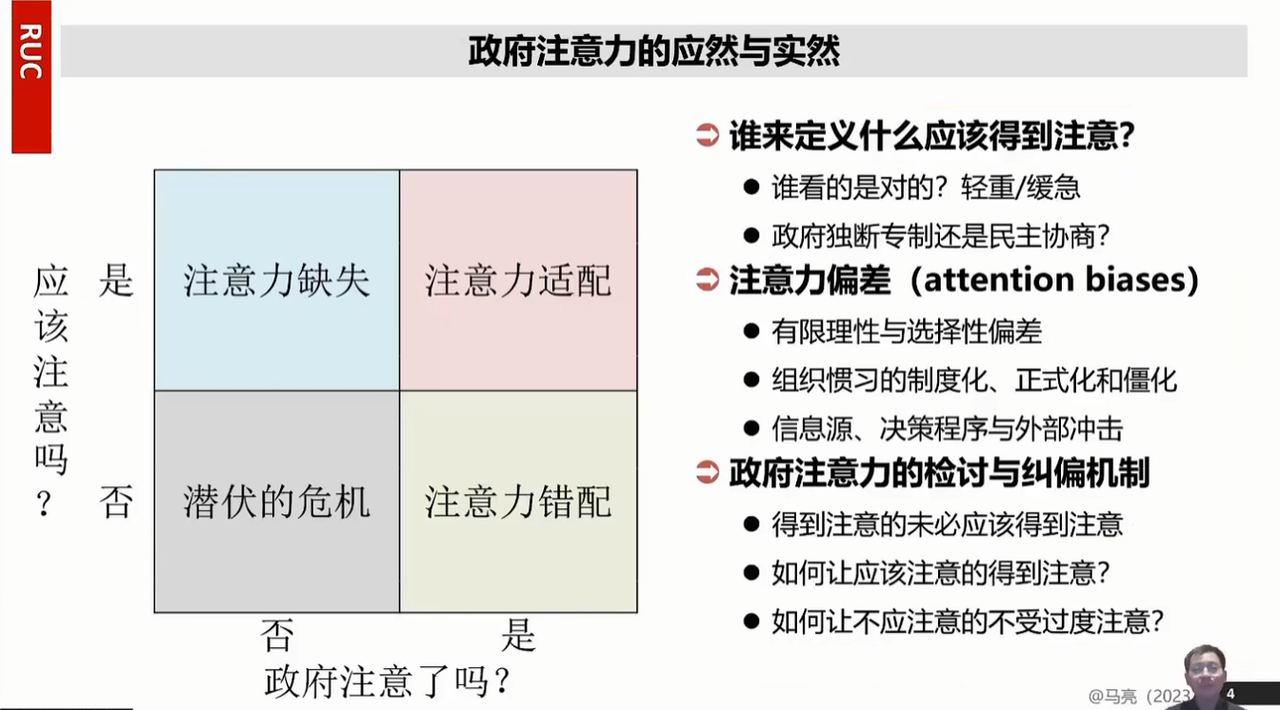 RUC
政府注意力的应然与实然
应该注意吗？
是
注意力缺失
注意力适配
否
潜伏的危机
注意力错配
否
是
政府注意了吗？
谁来定义什么应该得到注意？
谁看的是对的？轻重/缓急
政府独断专制还是民主协商？
注意力偏差（attention biases）
有限理性与选择性偏差
组织惯习的制度化、正式化和僵化
信息源、决策程序与外部冲击
政府注意力的检讨与纠偏机制
得到注意的未必应该得到注意
如何让应该注意的得到注意？
如何让不应注意的不受过度注意？
@马亮（2023
4